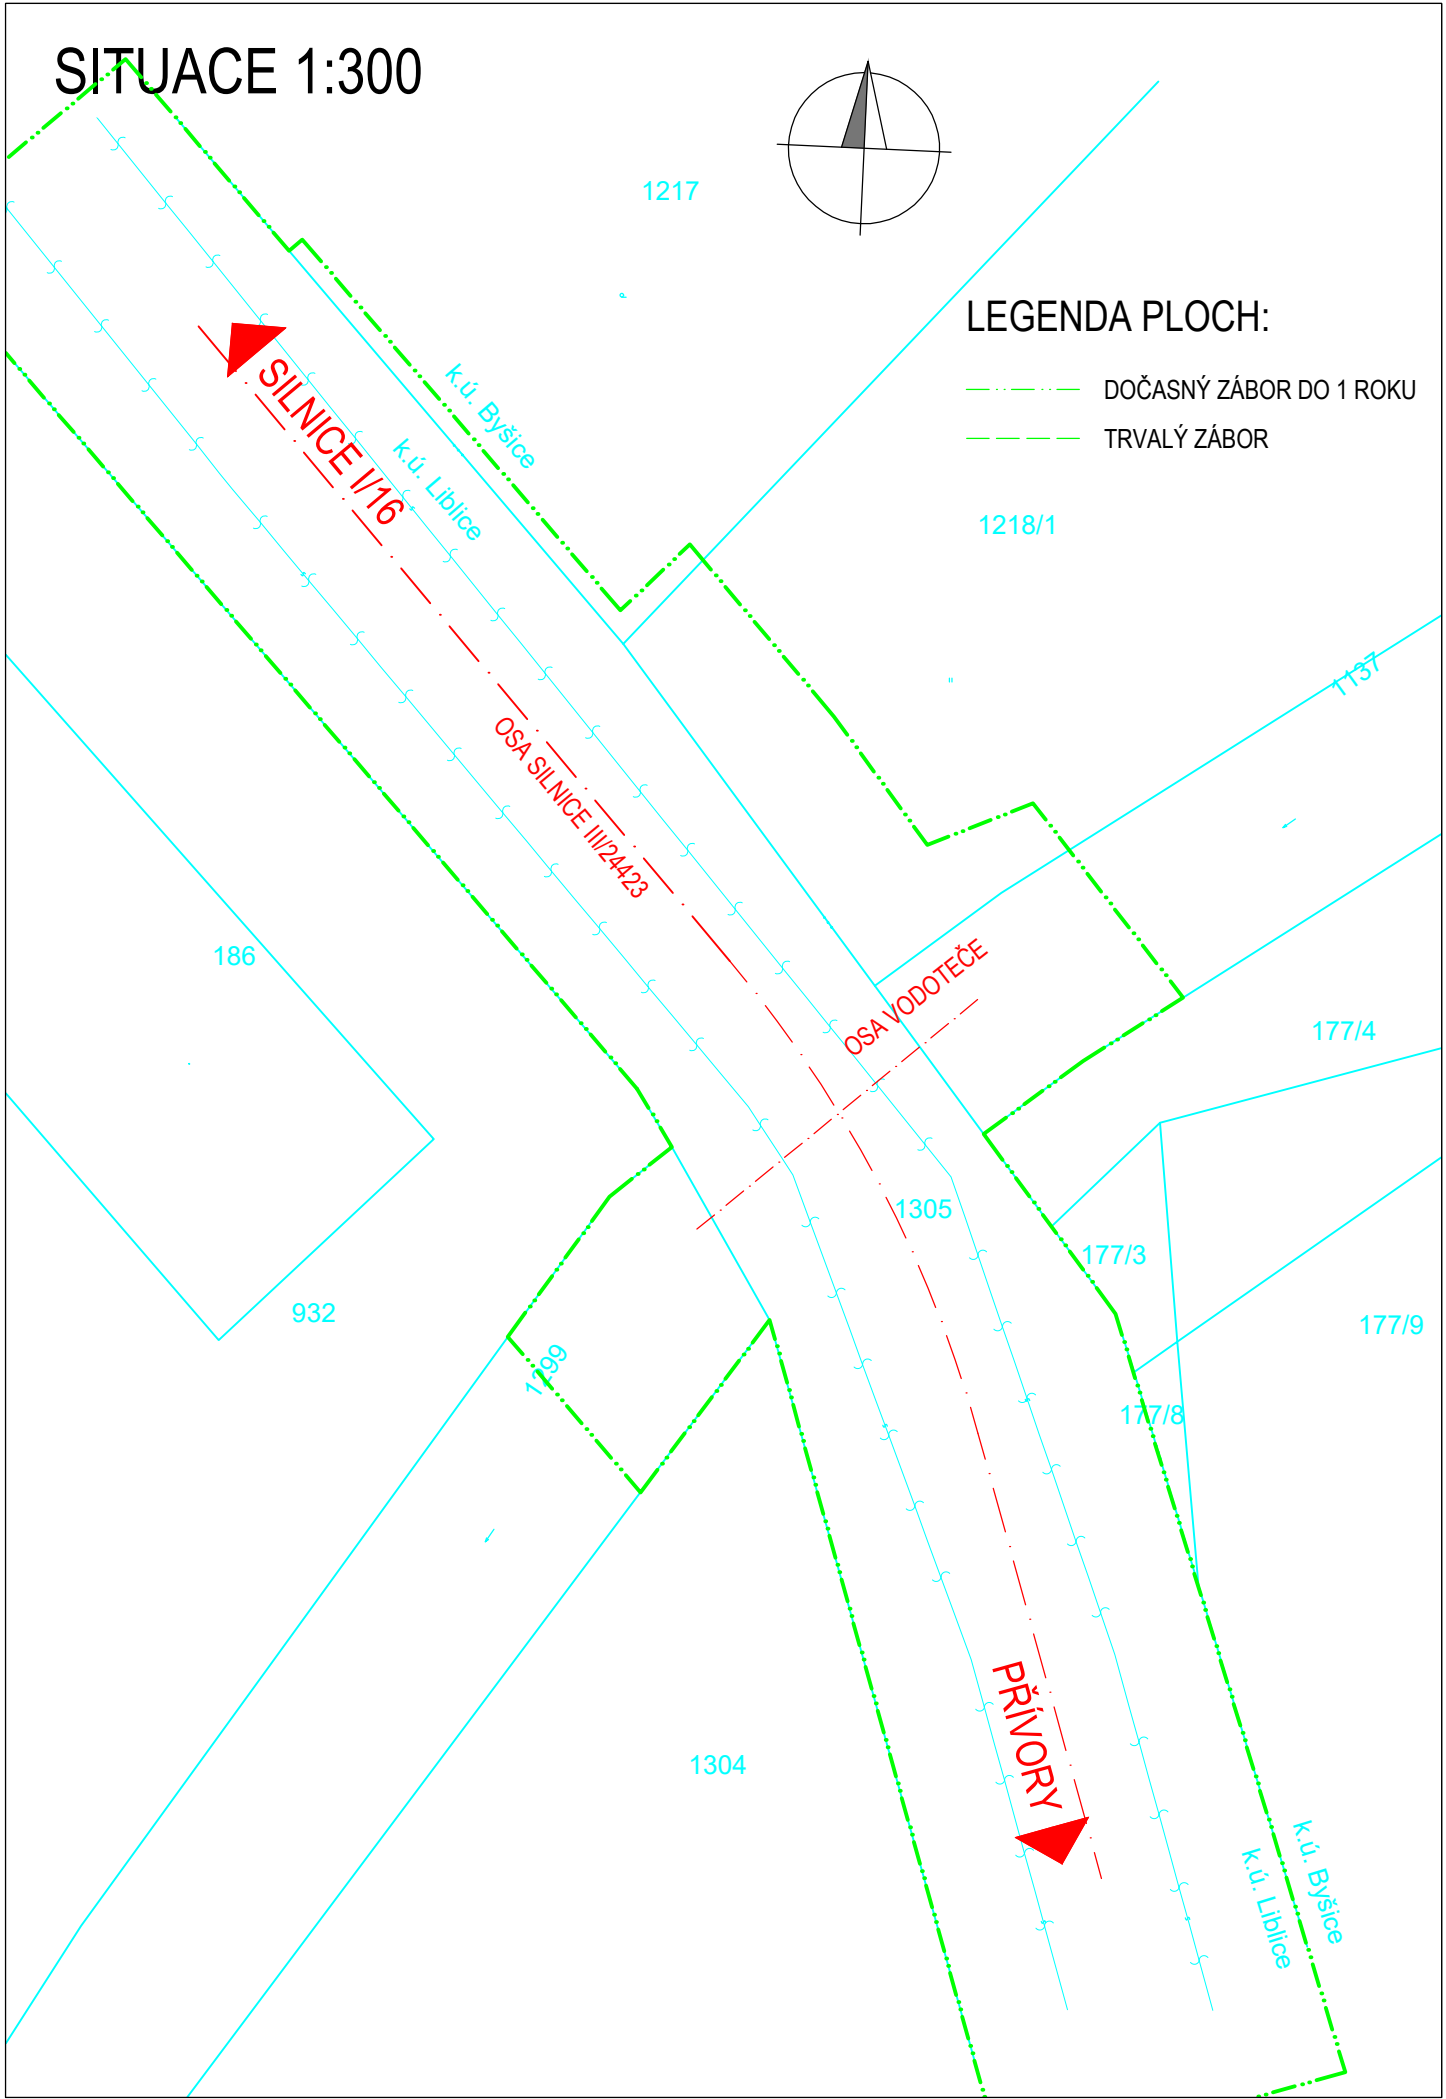 SITUACE 1:300
1217
LEGENDA PLOCH:
DOČASNÝ ZÁBOR DO 1 ROKU
TRVALÝ ZÁBOR
k.ú. Byšice
k.ú. Liblice
SILNICE I/16
1218/1
1137
OSA SILNICE III/24423
186
OSA VODOTEČE
177/4
1305
177/3
932
177/9
1299
177/8
PŘÍVORY
1304
k.ú. Byšice
k.ú. Liblice